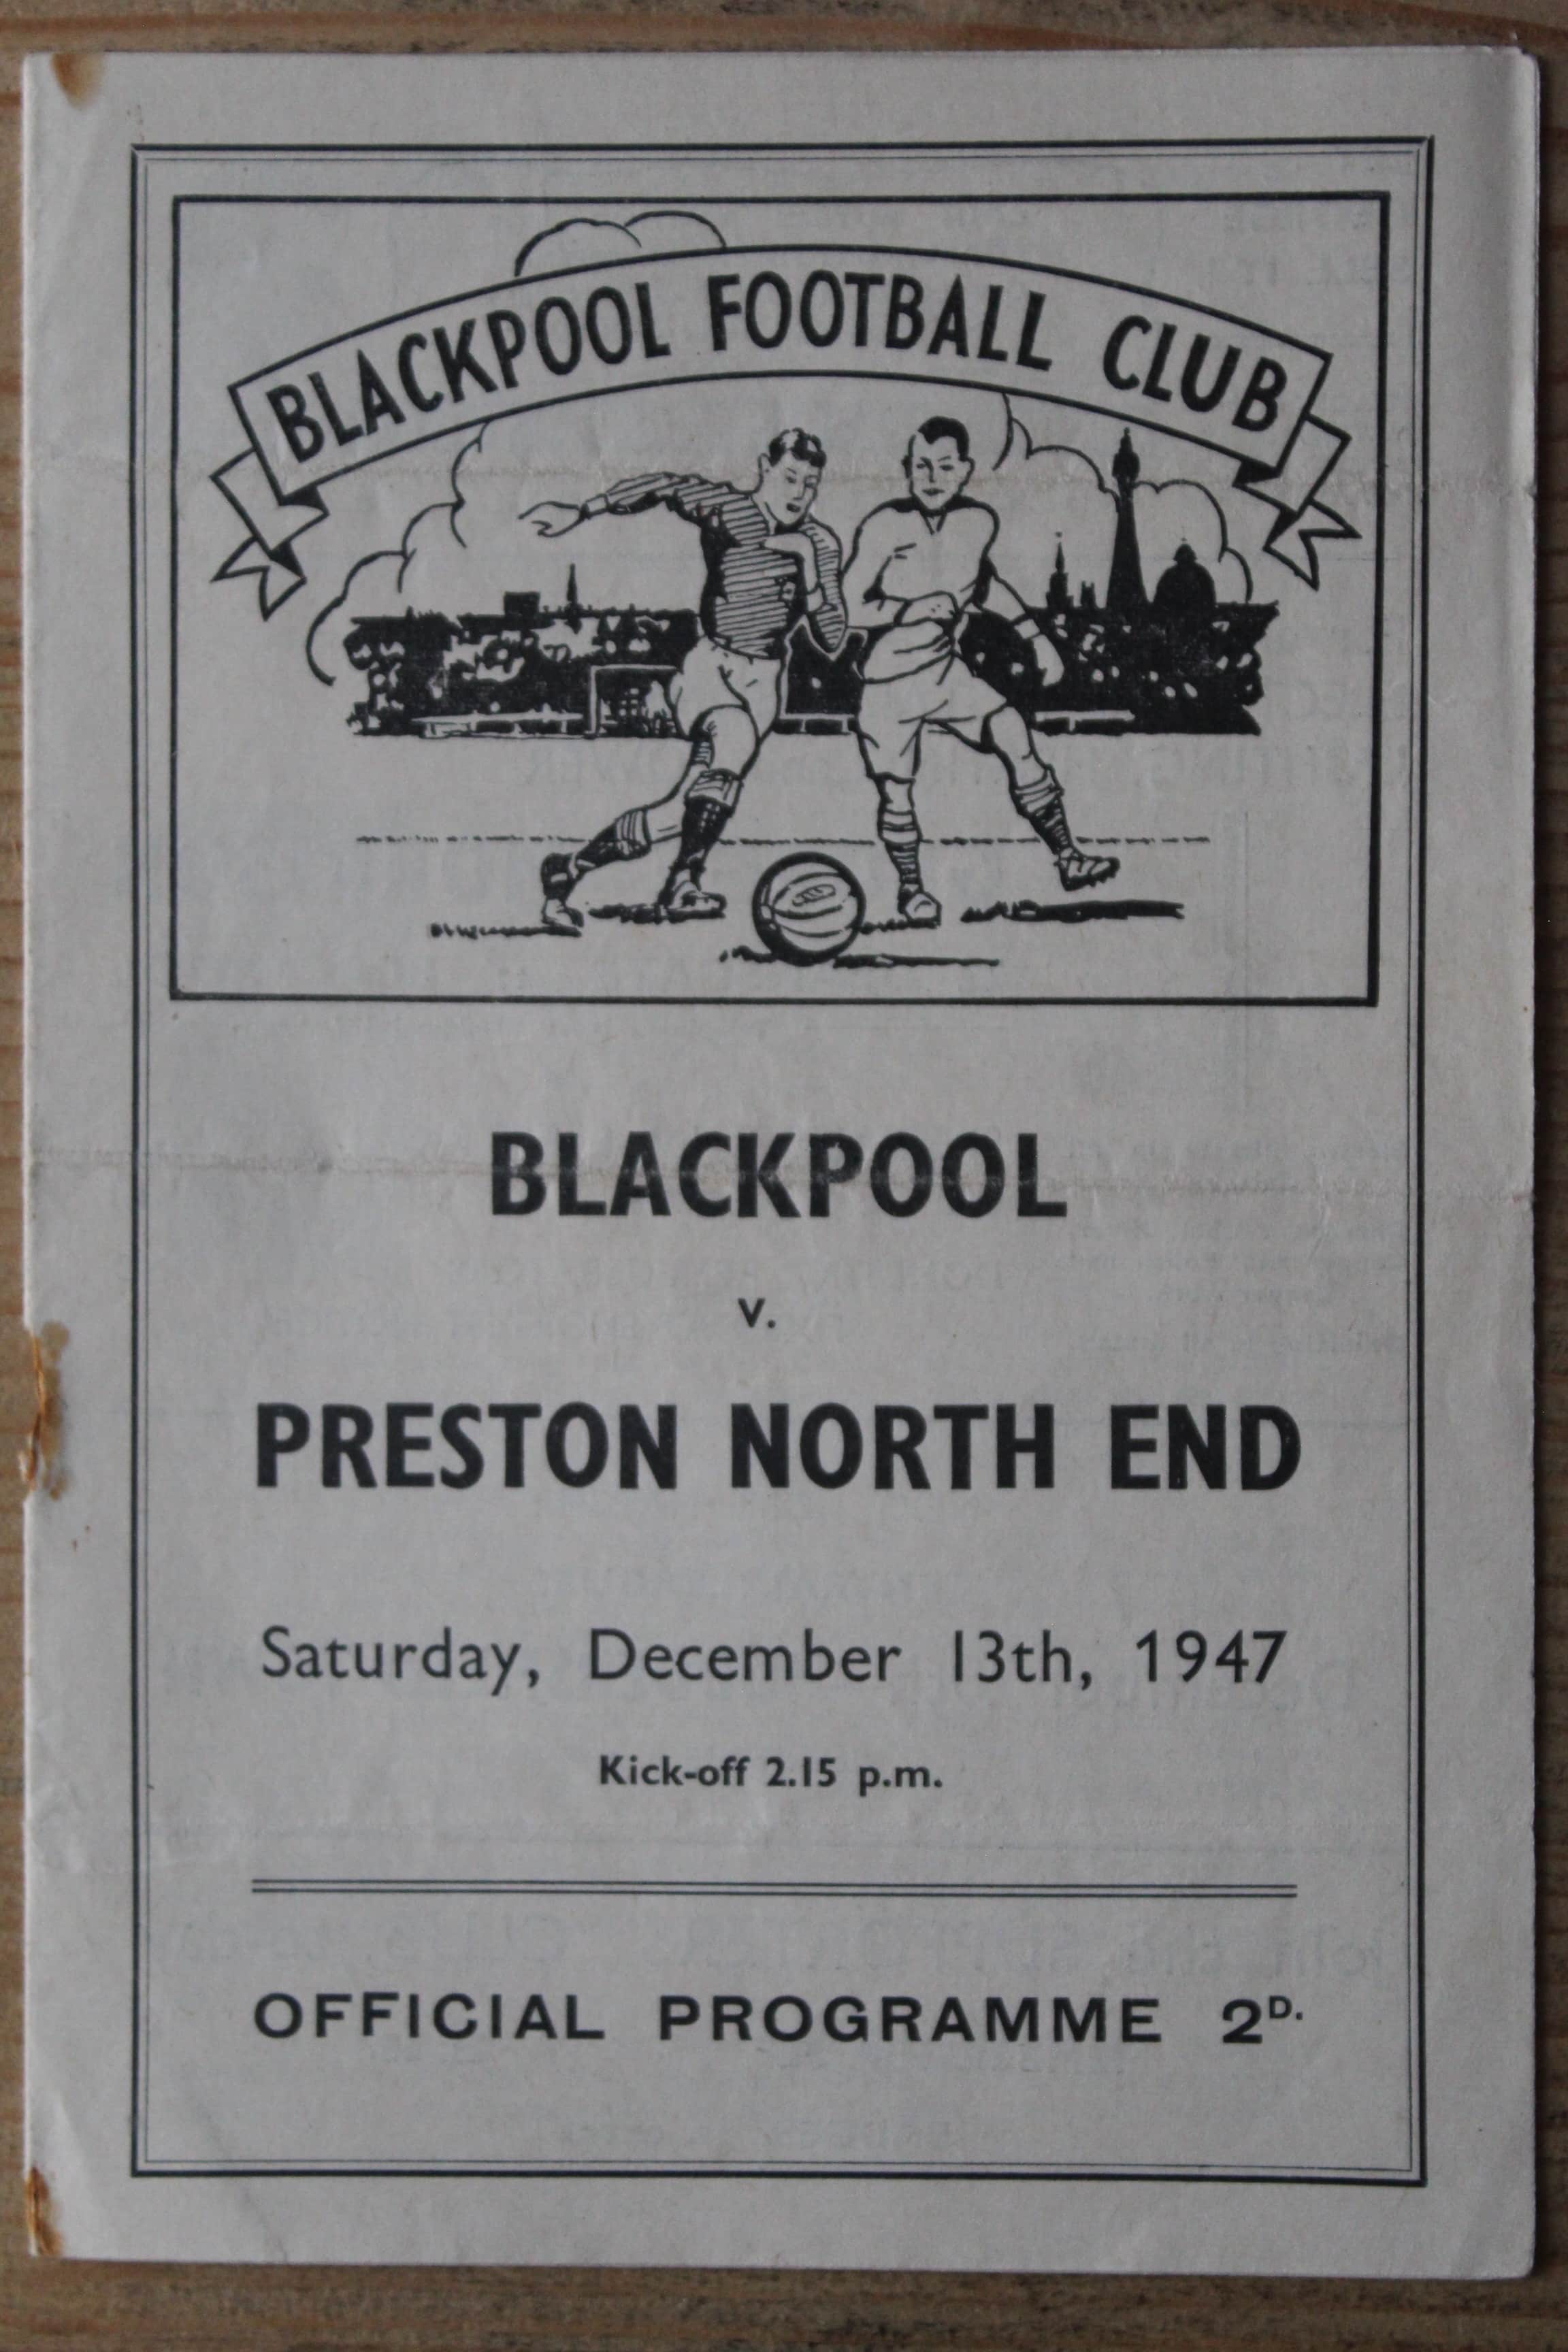 BLACKPOOL FOOTBALL CLUB
BLACKPOOL
v.
PRESTON NORTH END
Saturday, December 13th, 1947
Kick-off 2.15 p.m.
OFFICIAL PROGRAMME 2D.